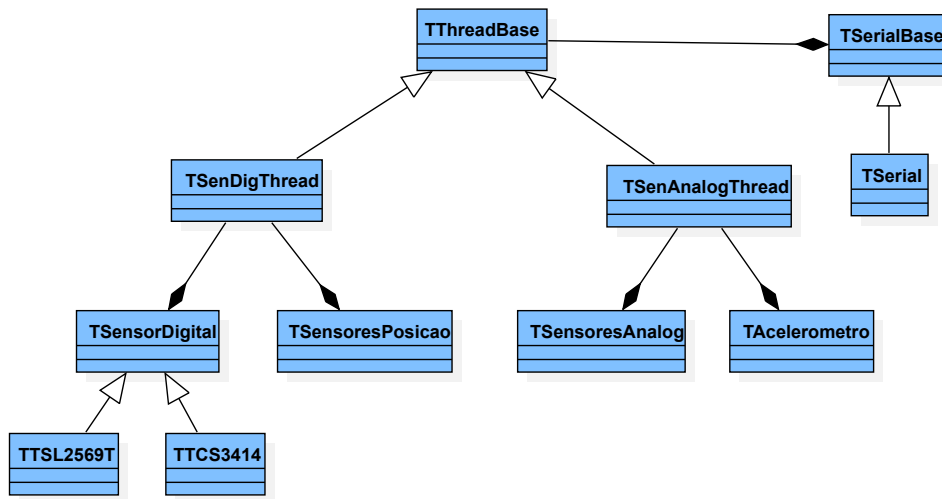 TThreadBase
TSerialBase
TSenDigThread
TSenAnalogThread
TSerial
TSensorDigital
TSensoresPosicao
TSensoresAnalog
TAcelerometro
TTSL2569T
TTCS3414